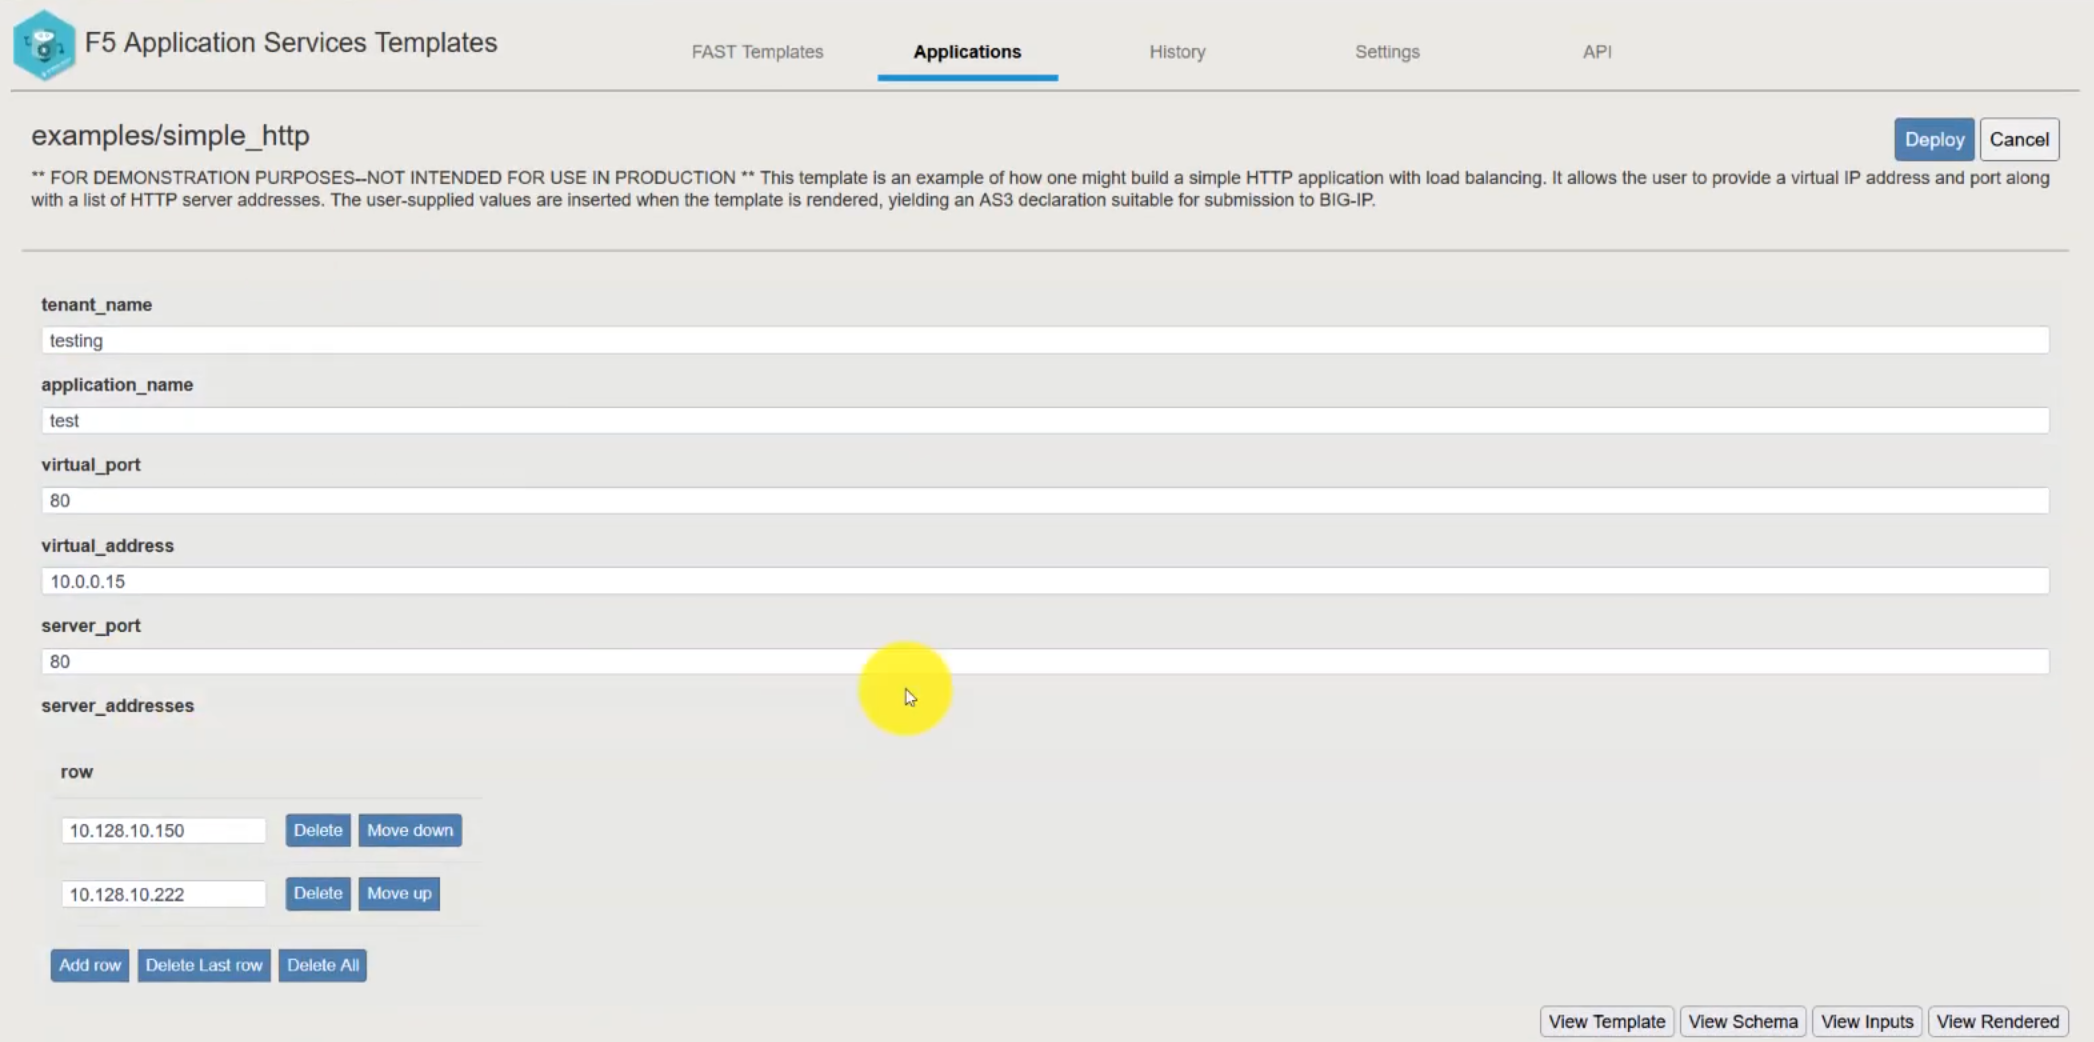 F5 Application Services Templates
FAST Templates
Applications
History
Settings
API
examples/simple_http
Deploy
Cancel
** FOR DEMONSTRATION PURPOSES--NOT INTENDED FOR USE IN PRODUCTION ** This template is an example of how one might build a simple HTTP application with load balancing. It allows the user to provide a virtual IP address and port along
with a list of HTTP server addresses. The user-supplied values are inserted when the template is rendered, yielding an AS3 declaration suitable for submission to BIG-IP.
tenant_name
testing
application_name
test
virtual_port
80
virtual_address
10.0.0.15
server_port
80
server_addresses
row
10.128.10.150
Delete
Move down
10.128.10.222
Delete
Move up
Add row
Delete Last row
Delete All
View Template
View Schema
View Inputs
View Rendered